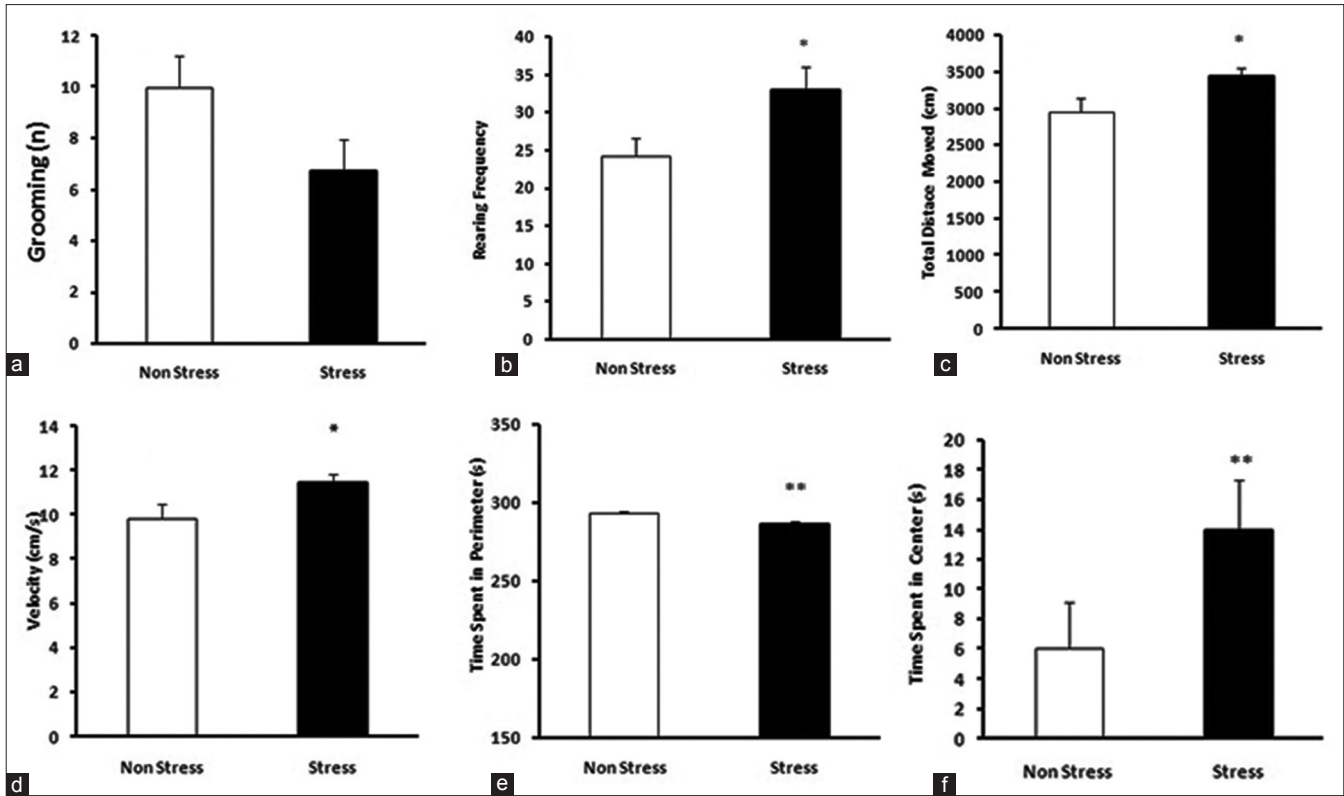 12
10
8
6
4
2
0
Grooming (n)
Non Stress
Stress
a
40
35
30
25
20
15
10
5
0
Rearing Frequency
*
Non Stress
Stress
b
4000
3500
3000
2500
2000
1500
1000
500
0
Total Distace Moved (cm)
*
Non Stress
Stress
c
14
12
10
8
6
4
2
0
Velocity (cm/s)
*
Non Stress
Stress
d
350
300
250
200
150
Time Spent in Perimeter (s)
**
Non Stress
Stress
e
20
18
16
14
12
10
8
6
4
2
0
Time Spent in Center (s)
**
Non Stress
Stress
f